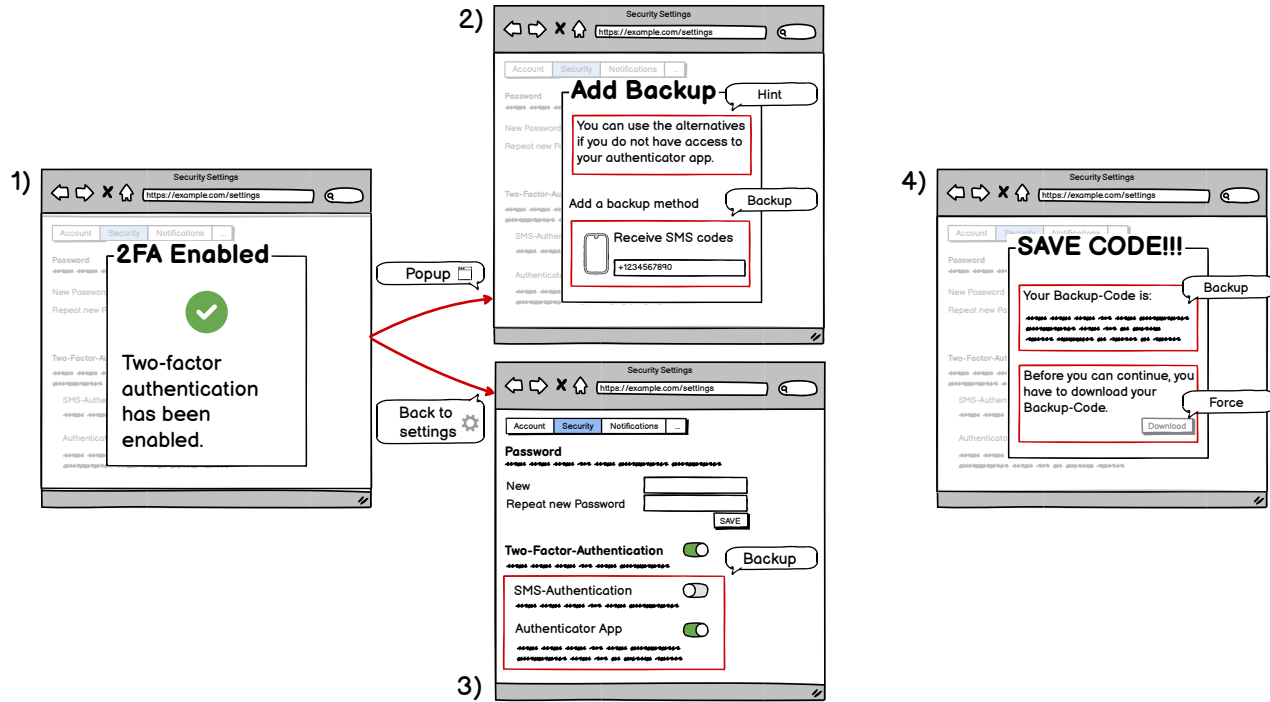 1)
Security Settings
https://example.com/settings
Account Security Notifications ...
Password
New Password
Repeat new P
Two-Factor-Au
SMS-Authe
Authenticat
2FA Enabled
Two-factor
authentication
has been
enabled.
Popup
Back to
settings
2)
Security Settings
https://example.com/settings
Account Security Notifications ...
Password
New Password
Repeat new P
Two-Factor-Au
SMS-Authen
Authenticat
Add Backup
Hint
You can use the alternatives
if you do not have access to
your authenticator app.
Add a backup method
Backup
Receive SMS codes
+1234567890
3)
Security Settings
https://example.com/settings
Account Security Notifications ...
Password
New
Repeat new Password
SAVE
Two-Factor-Authentication
Backup
SMS-Authentication
Authenticator App
4)
Security Settings
https://example.com/settings
Account Security Notifications ...
Password
New Password
Repeat new Pa
Two-Factor-Aut
SMS-Authen
Authenticato
SAVE CODE!!!
Your Backup-Code is:
Backup
Before you can continue, you
have to download your
Backup-Code.
Force
Download